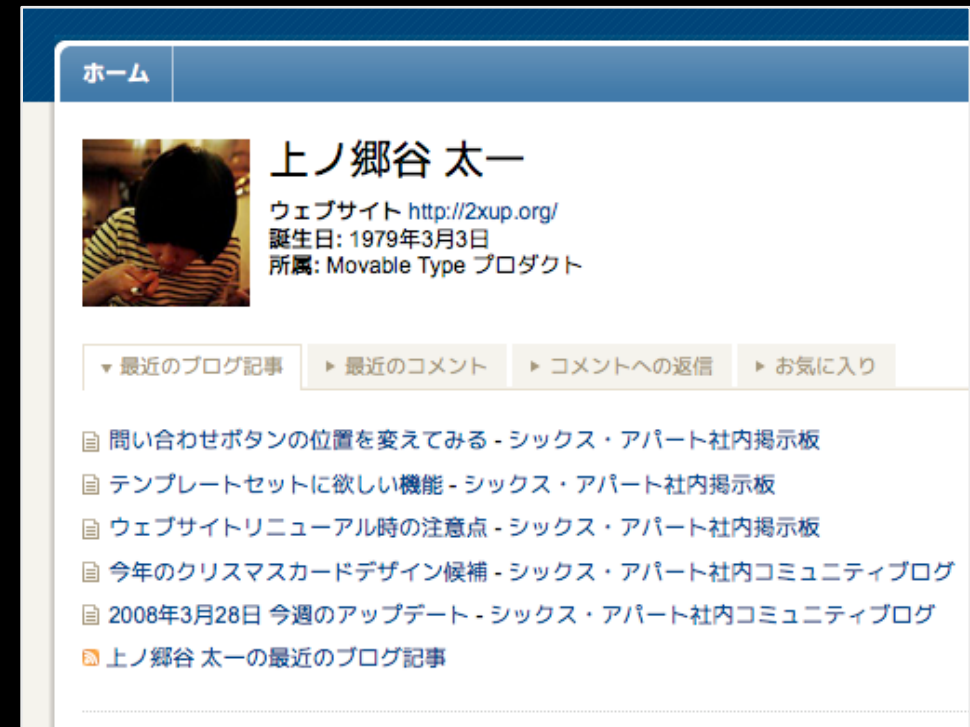 ホーム
上ノ郷谷 太一
ウェブサイト http://2xup.org/
誕生日: 1979年3月3日
所属: Movable Type プロダクト
▼ 最近のブログ記事 ▶ 最近のコメント ▶ コメントへの返信 ▶ お気に入り
問い合わせボタンの位置を変えてみる - シックス・アパート社内掲示板
テンプレートセットに欲しい機能 - シックス・アパート社内掲示板
ウェブサイトリニューアル時の注意点 - シックス・アパート社内掲示板
今年のクリスマスカードデザイン候補 - シックス・アパート社内コミュニティブログ
2008年3月28日 今週のアップデート - シックス・アパート社内コミュニティブログ
上ノ郷谷 太一の最近のブログ記事